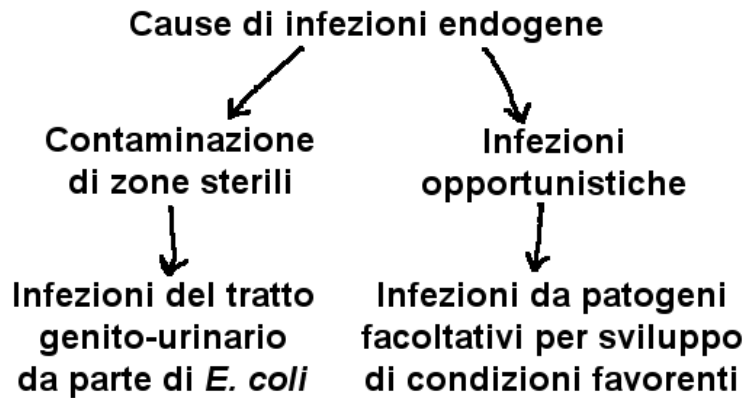 Cause di infezioni endogene
Contaminazione
di zone sterili
Infezioni
opportunistiche
Infezioni del tratto
genito-urinario
da parte di E. coli
Infezioni da patogeni
facoltativi per sviluppo
di condizioni favorenti